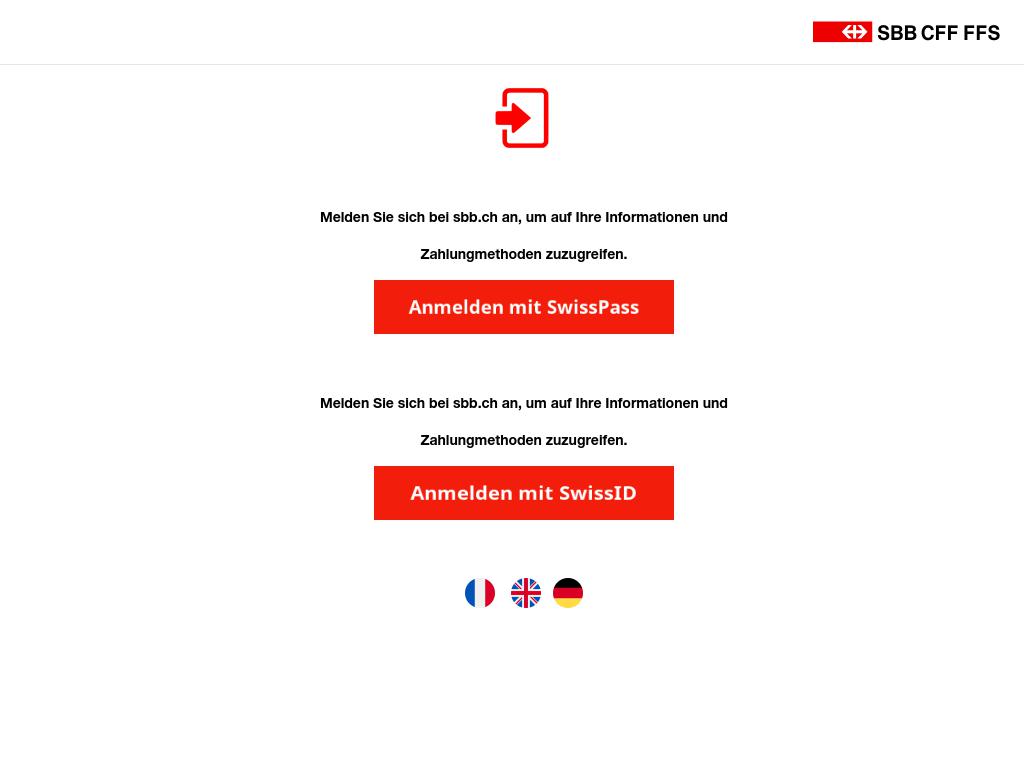 SBB CFF FFS
Melden Sie sich bei sbb.ch an, um auf Ihre Informationen und
Zahlungmethoden zuzugreifen.
Anmelden mit SwissPass
Melden Sie sich bei sbb.ch an, um auf Ihre Informationen und
Zahlungmethoden zuzugreifen.
Anmelden mit SwissID